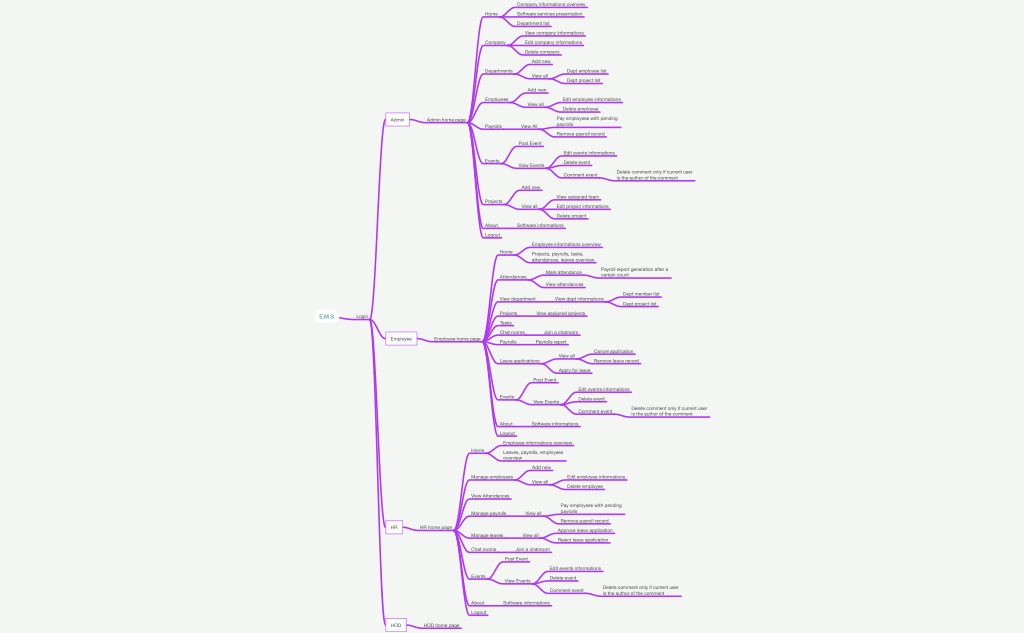 E.M.S
Login
Admin
Admin home page
Home
Company informations overview
Software services presentation
Department list
Company
View company informations
Edit company informations
Delete company
Departments
Add new
View all
Dept employee list
Dept project list
Employees
Add new
View all
Edit employee informations
Delete employee
Payrolls
View All
Pay employees with pending
payrolls
Remove payroll record
Events
Post Event
View Events
Edit events informations
Delete event
Comment event
Delete comment only if current user
is the author of the comment
Projects
Add new
View all
View assigned team
Edit project informations
Delete project
About
Software informations
Logout
Employee
Employee home page
Home
Employee informations overview
Projects, payrolls, tasks,
attendances, leave overview
Attendances
Mark attendance
Payroll report generation after a
certain count
View attendances
View department
View dept informations
Dept member list
Dept project list
Projects
View assigned projects
Tasks
Chat rooms
Join a chatroom
Payrolls
Payrolls report
Leave applications
View all
Cancel application
Remove leave record
Apply for leave
Events
Post Event
View Events
Edit events informations
Delete event
Comment event
Delete comment only if current user
is the author of the comment
About
Software informations
Logout
HR
HR home page
Home
Employee informations overview
Leaves, payrolls, employees
overview
Manage employees
Add new
View all
Edit employee informations
Delete employee
View Attendances
Manage payrolls
View all
Pay employees with pending
payrolls
Remove payroll record
Manage leaves
View all
Approve leave application
Reject leave application
Chat rooms
Join a chatroom
Events
Post Event
View Events
Edit events informations
Delete event
Comment event
Delete comment only if current user
is the author of the comment
About
Software informations
Logout
HOD
HOD home page